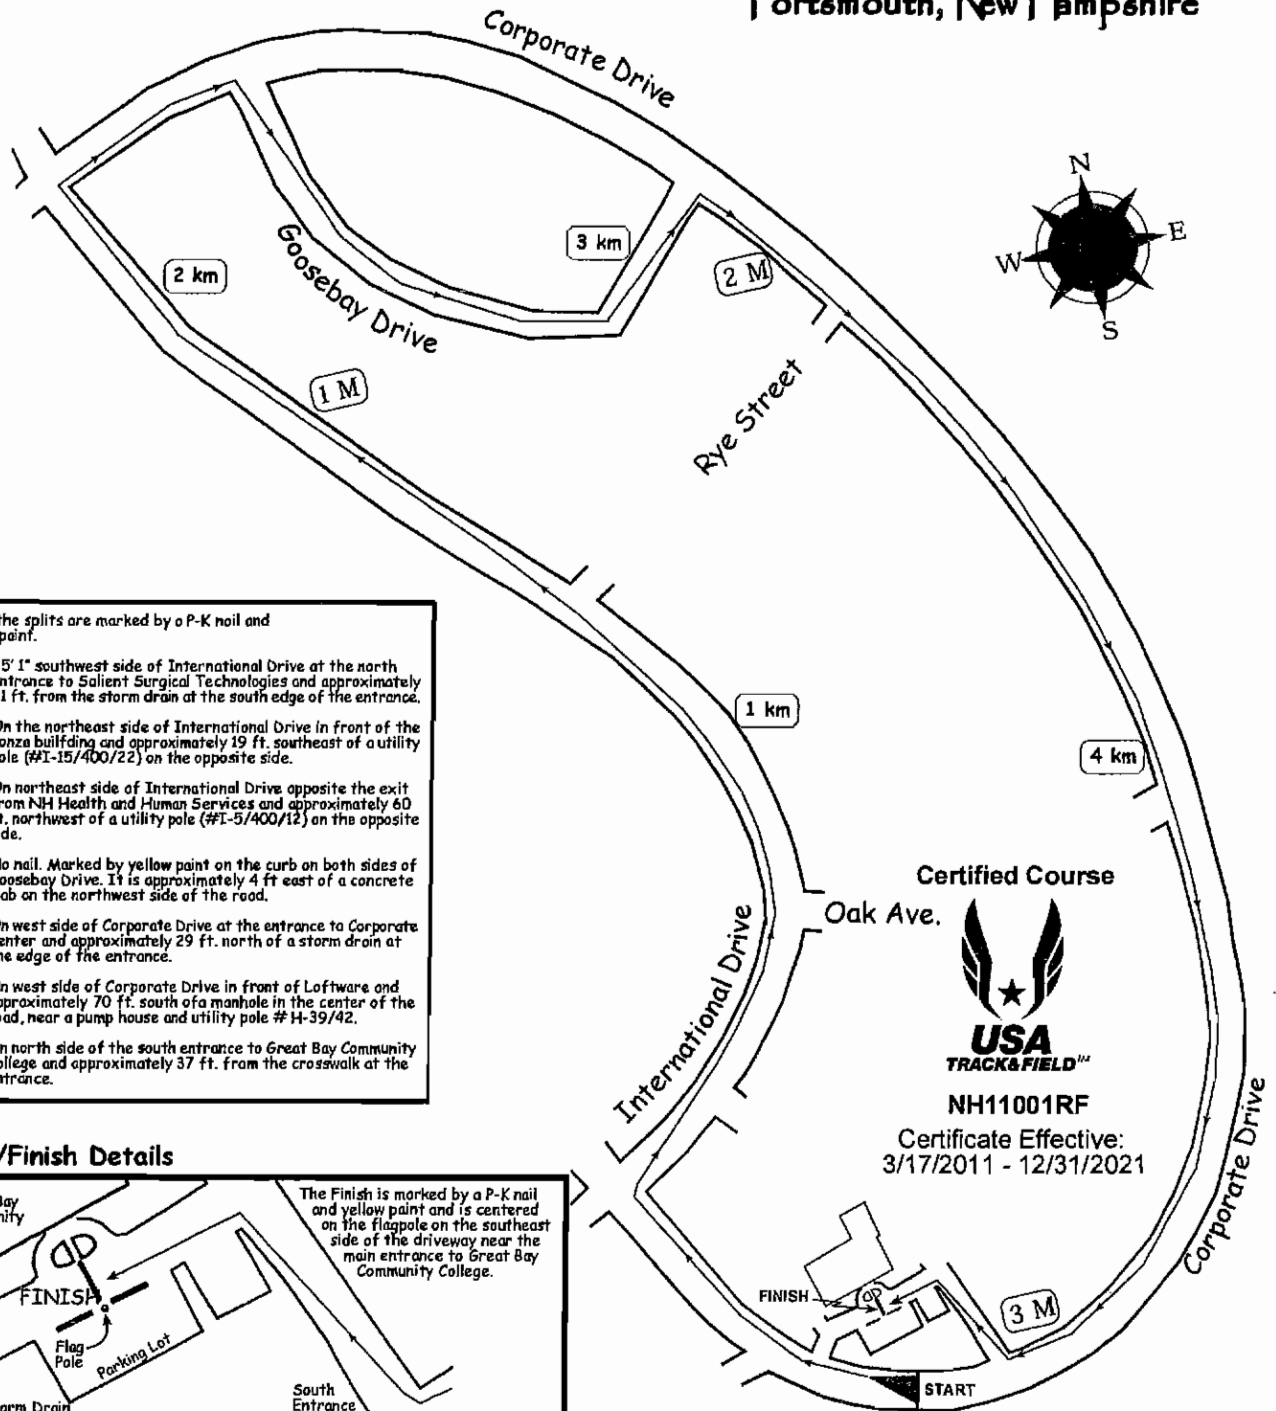 Portsmouth, New Hampshire
Corporate Drive
N
E
W
S
3 km
2 M
2 km
Goosebay Drive
1 M
Rye Street
the splits are marked by a P-K nail and
paint.
5' 1" southwest side of International Drive at the north
entrance to Salient Surgical Technologies and approximately
1 ft. from the storm drain at the south edge of the entrance.
On the northeast side of International Drive in front of the
onza builfding and approximately 19 ft. southeast of a utility
ole (#I-15/400/22) on the opposite side.
On northeast side of International Drive opposite the exit
rom NH Health and Human Services and approximately 60
t. northwest of a utility pole (#I-5/400/12) on the opposite
ide.
No nail. Marked by yellow paint on the curb on both sides of
oosebay Drive. It is approximately 4 ft east of a concrete
ab on the northwest side of the road.
n west side of Corporate Drive at the entrance to Corporate
enter and approximately 29 ft. north of a storm drain at
he edge of the entrance.
n west side of Corporate Drive in front of Loftware and
pproximately 70 ft. south ofa manhole in the center of the
oad, near a pump house and utility pole # H-39/42.
n north side of the south entrance to Great Bay Community
ollege and approximately 37 ft. from the crosswalk at the
ntrance.
1 km
4 km
Oak Ave.
International Drive
Certified Course
USA
TRACK&FIELD™
NH11001RF
Certificate Effective:
3/17/2011 - 12/31/2021
Corporate Drive
/Finish Details
Bay
nity
The Finish is marked by a P-K nail
and yellow paint and is centered
on the flagpole on the southeast
side of the driveway near the
main entrance to Great Bay
Community College.
FINISH
Flag
Pole
Parking Lot
South
Entrance
orm Drain
FINISH
3 M
START